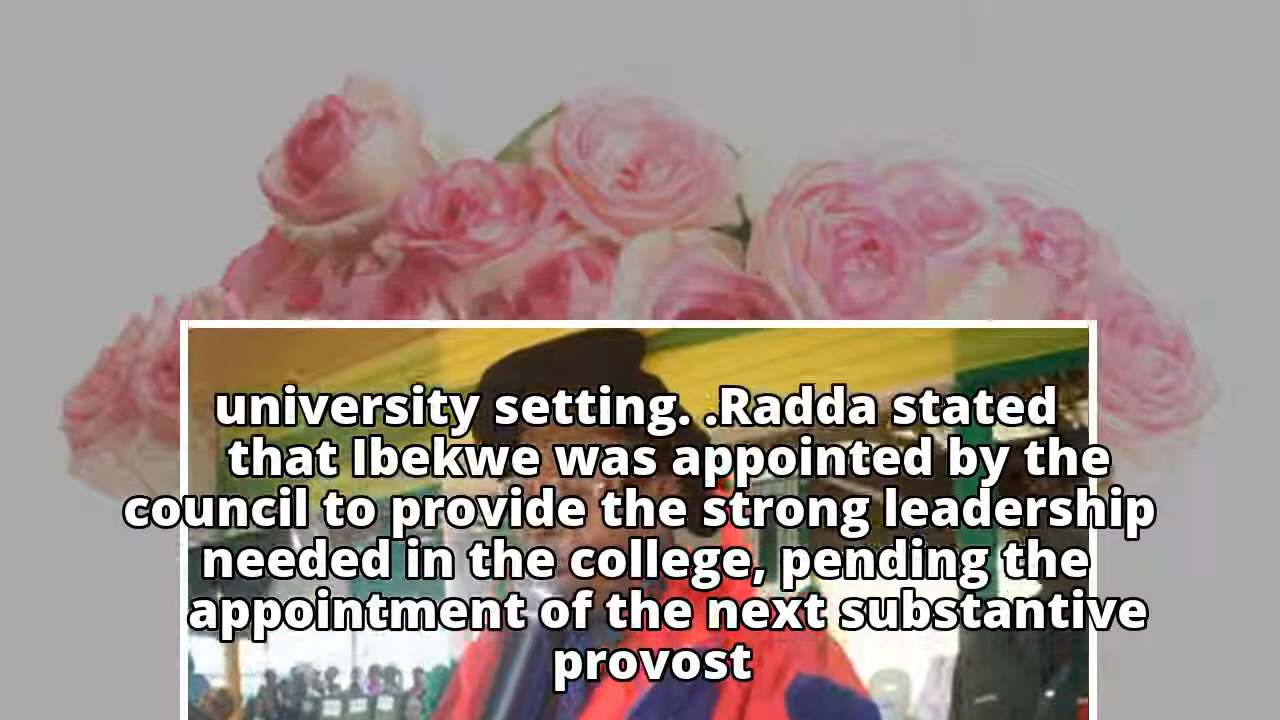 university setting. .Radda stated
that Ibekwe was appointed by the
council to provide the strong leadership
needed in the college, pending the
appointment of the next substantive
provost